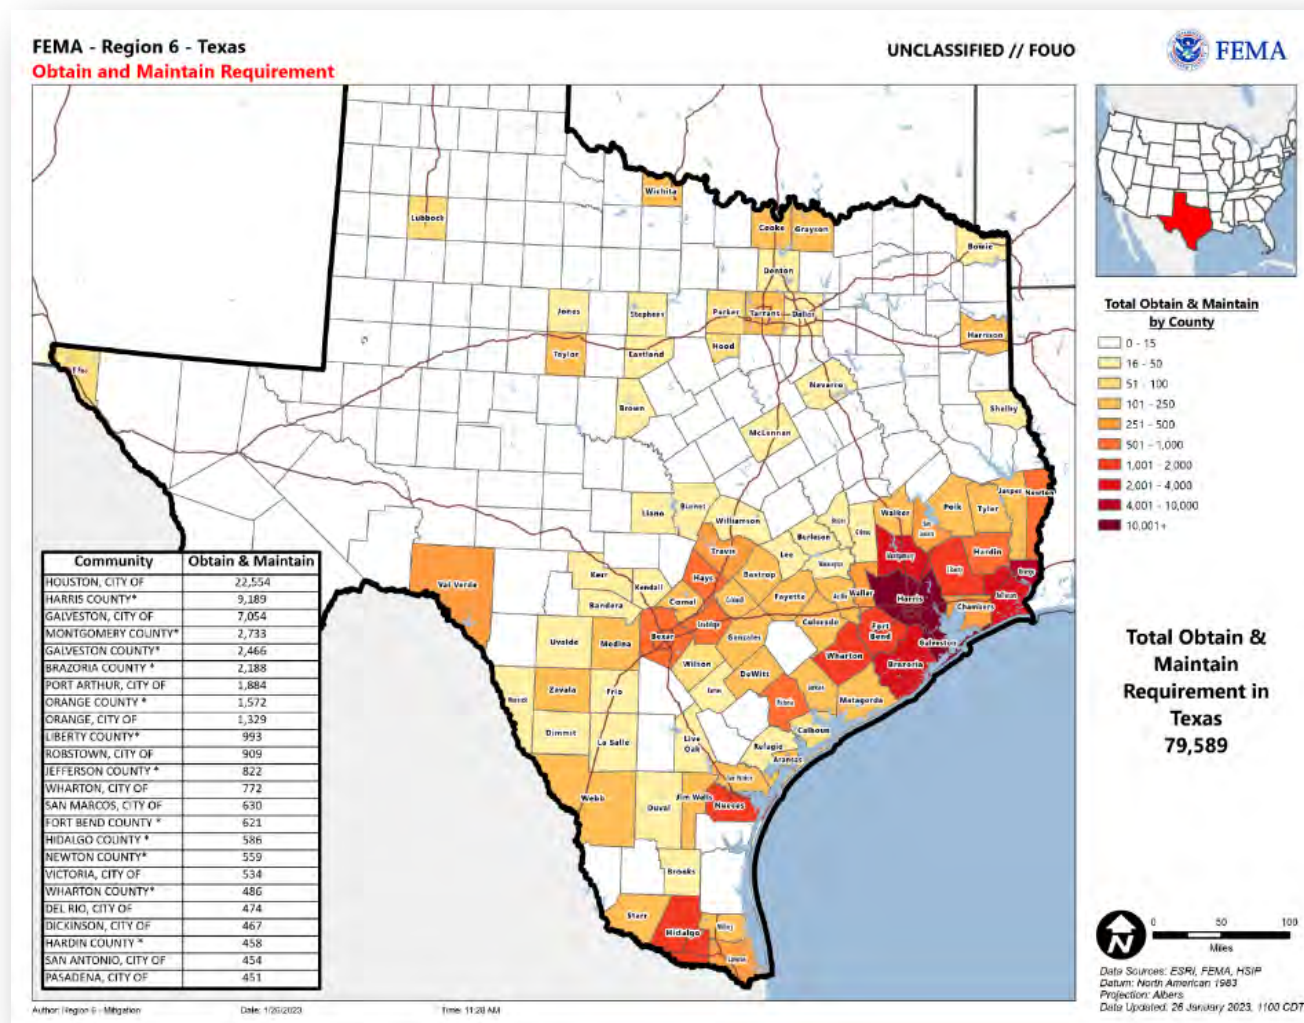 FEMA - Region 6 - Texas
Obtain and Maintain Requirement
UNCLASSIFIED // FOUO
FEMA
Wichita
Lubbock
Cooke
Grayson
Bowie
Denton
Jones
Stephens
Parker
Tarrant
Dallas
Harrison
Taylor
Eastland
Hood
Navarro
Brown
Shelby
McLennan
Jasper
Newton
Llano
Burnet
Williamson
Walker
Polk
Tyler
Burleson
Travis
Lee
Montgomery
Hardin
Val Verde
Kerr
Kendall
Hays
Bastrop
Liberty
Orange
Bandera
Comal
Fayette
Waller
Harris
Chambers
Jefferson
Uvalde
Medina
Bexar
Gonzales
Colorado
Fort
Bend
Galveston
Wilson
DeWitt
Wharton
Brazoria
Zavala
Frio
Matagorda
Dimmit
La Salle
Live
Oak
Calhoun
Refugio
Aransas
Webb
Duval
Jim Wells
Nueces
Brooks
Starr
Hidalgo
Community Obtain & Maintain
HOUSTON, CITY OF 22,554
HARRIS COUNTY* 9,189
GALVESTON, CITY OF 7,054
MONTGOMERY COUNTY* 2,733
GALVESTON COUNTY* 2,466
BRAZORIA COUNTY * 2,188
PORT ARTHUR, CITY OF 1,884
ORANGE COUNTY * 1,572
ORANGE, CITY OF 1,329
LIBERTY COUNTY* 993
ROBSTOWN, CITY OF 909
JEFFERSON COUNTY * 822
WHARTON, CITY OF 772
SAN MARCOS, CITY OF 630
FORT BEND COUNTY * 621
HIDALGO COUNTY * 586
NEWTON COUNTY* 559
VICTORIA, CITY OF 534
WHARTON COUNTY* 486
DEL RIO, CITY OF 474
DICKINSON, CITY OF 467
HARDIN COUNTY * 458
SAN ANTONIO, CITY OF 454
PASADENA, CITY OF 451
Total Obtain & Maintain
by County
0 - 15
16 - 50
51 - 100
101 - 250
251 - 500
501 - 1,000
1,001 - 2,000
2,001 - 4,000
4,001 - 10,000
10,001+
Total Obtain &
Maintain
Requirement in
Texas
79,589
N
0 50 100
Miles
Data Sources: ESRI, FEMA, HSIP
Datum: North American 1983
Projection: Albers
Data Updated: 26 January 2023, 1100 CDT
Author: Region 6 - Mitigation Date: 1/26/2023 Time: 11:28 AM